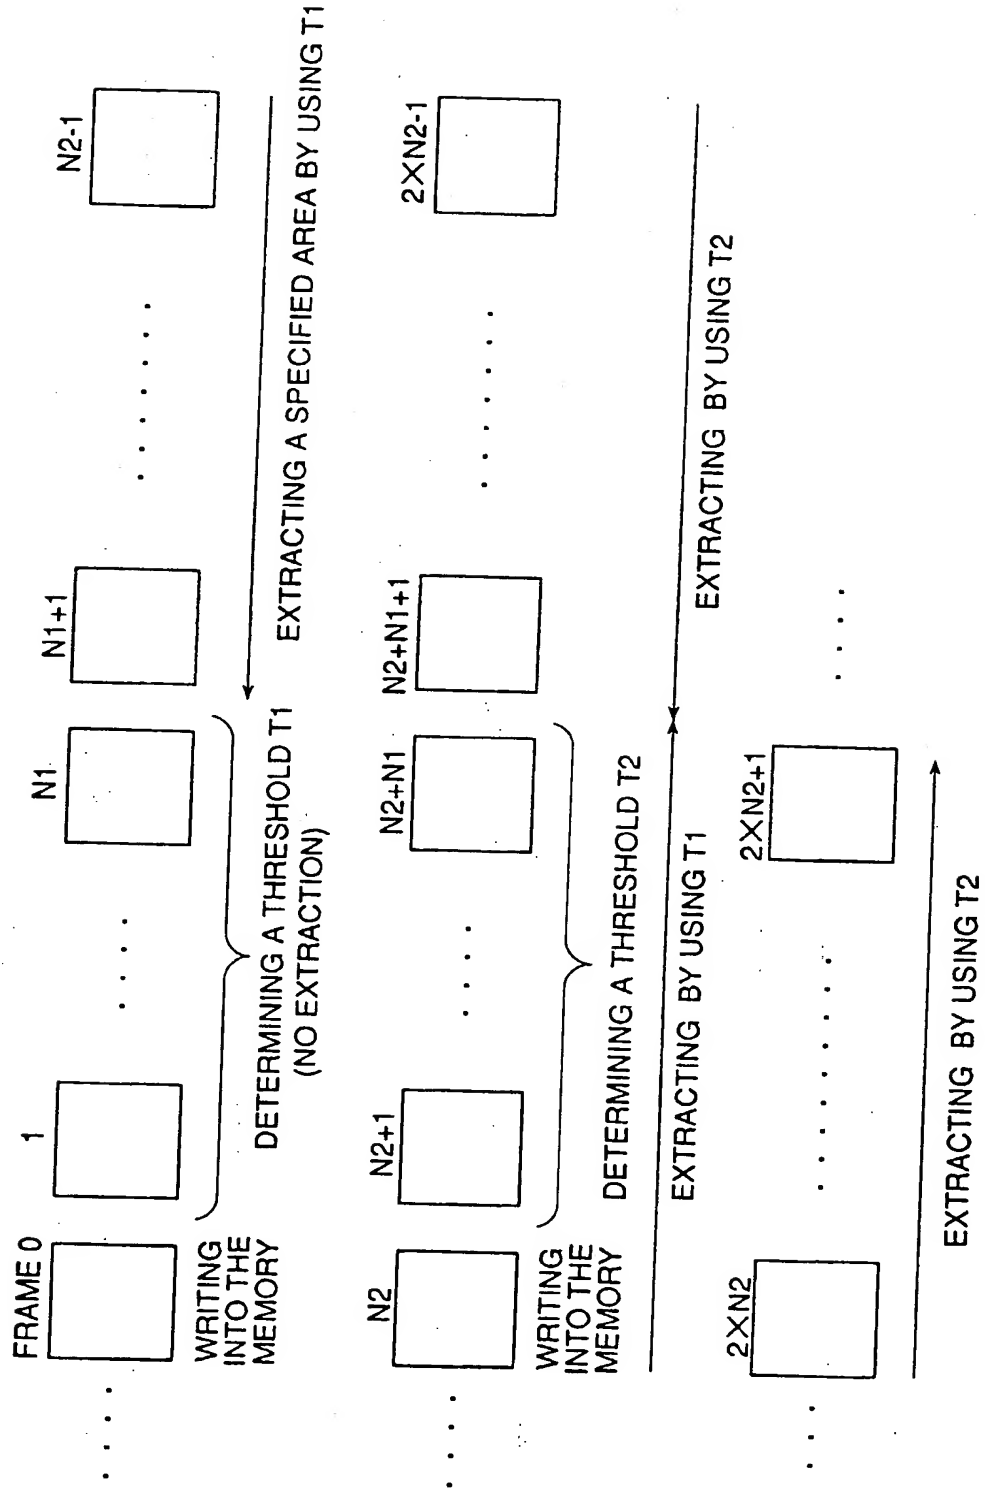 FRAME 0
1
N1
N1+1
N2-1
WRITING
INTO THE
MEMORY
DETERMINING A THRESHOLD T1
(NO EXTRACTION)
EXTRACTING A SPECIFIED AREA BY USING T1
N2
N2+1
N2+N1
N2+N1+1
2×N2-1
WRITING
INTO THE
MEMORY
DETERMINING A THRESHOLD T2
EXTRACTING BY USING T1
EXTRACTING BY USING T2
2×N2
2×N2+1
EXTRACTING BY USING T2